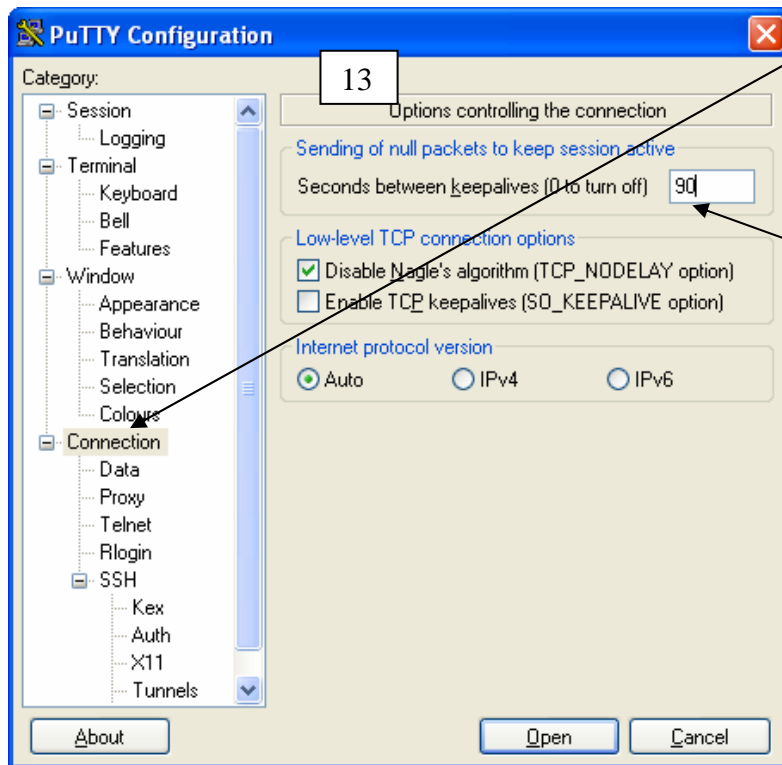 PuTTY Configuration
Category:
Session
Logging
Terminal
Keyboard
Bell
Features
Window
Appearance
Behaviour
Translation
Selection
Colours
Connection
Data
Proxy
Telnet
Rlogin
SSH
Kex
Auth
X11
Tunnels
13
Options controlling the connection
Sending of null packets to keep session active
Seconds between keepalives (0 to turn off) 90
Low-level TCP connection options
Disable Nagle's algorithm (TCP_NODELAY option)
Enable TCP keepalives (SO_KEEPALIVE option)
Internet protocol version
Auto IPv4 IPv6
About Open Cancel